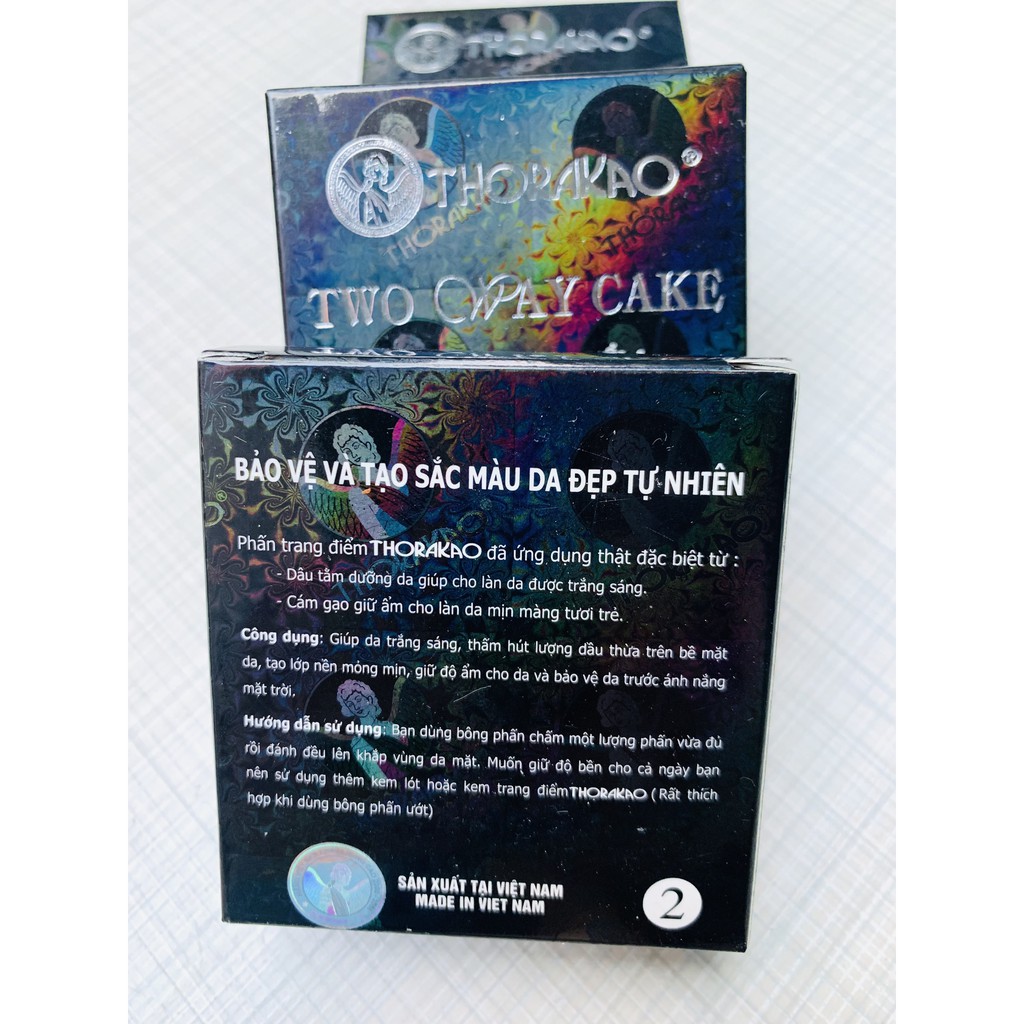 THORAKAO
THORAKAO®
THORAKAO
THORAKAO
TWO WAY CAKE
BẢO VỆ VÀ TẠO SẮC MÀU DA ĐẸP TỰ NHIÊN
Phấn trang điểm THORAKAO đã ứng dụng thật đặc biệt từ :
- Dâu tằm dưỡng da giúp cho làn da được trắng sáng.
- Cám gạo giữ ẩm cho làn da mịn màng tươi trẻ.
Công dụng: Giúp da trắng sáng, thấm hút lượng dầu thừa trên bề mặt
da, tạo lớp nền mỏng mịn, giữ độ ẩm cho da và bảo vệ da trước ánh nắng
mặt trời.
Hướng dẫn sử dụng: Bạn dùng bông phấn chấm một lượng phấn vừa đủ
rồi đánh đều lên khắp vùng da mặt. Muốn giữ độ bền cho cả ngày bạn
nên sử dụng thêm kem lót hoặc kem trang điểm THORAKAO ( Rất thích
hợp khi dùng bông phấn ướt)
SẢN XUẤT TẠI VIỆT NAM
MADE IN VIET NAM
2